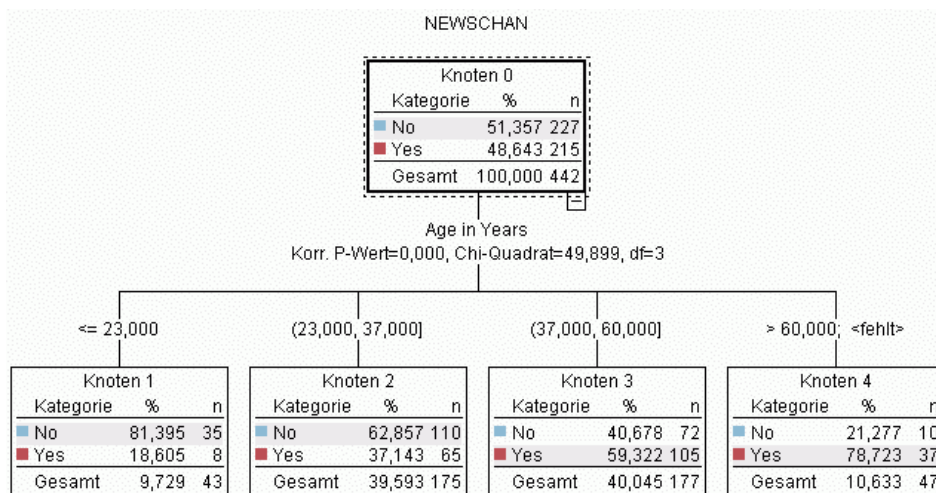 NEWSCHAN
Knoten 0
Kategorie % n
No 51,357 227
Yes 48,643 215
Gesamt 100,000 442
Age in Years
Korr. P-Wert=0,000, Chi-Quadrat=49,899, df=3
<= 23,000 (23,000, 37,000] (37,000, 60,000] > 60,000; <fehlt>
Knoten 1 Knoten 2 Knoten 3 Knoten 4
Kategorie % n Kategorie % n Kategorie % n Kategorie % n
No 81,395 35 No 62,857 110 No 40,678 72 No 21,277 10
Yes 18,605 8 Yes 37,143 65 Yes 59,322 105 Yes 78,723 37
Gesamt 9,729 43 Gesamt 39,593 175 Gesamt 40,045 177 Gesamt 10,633 47